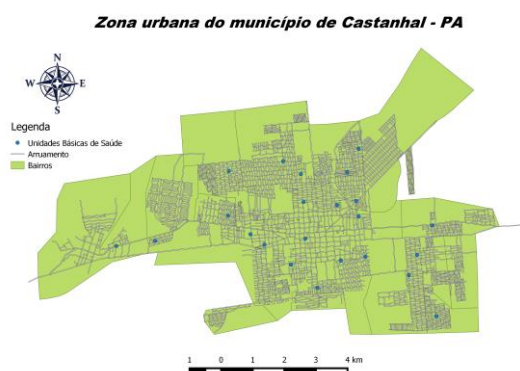 Zona urbana do município de Castanhal - PA
N
W E
S
Legenda
Unidades Básicas de Saúde
Arruamento
Bairros
1 0 1 2 3 4 km